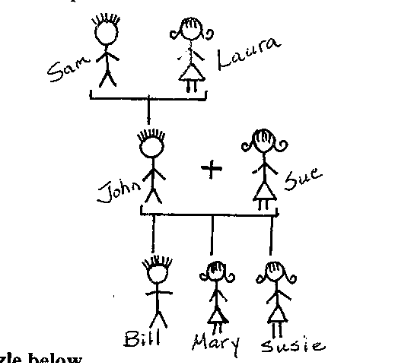 Sam Laura
John + Sue
Bill Mary Susie
zle below